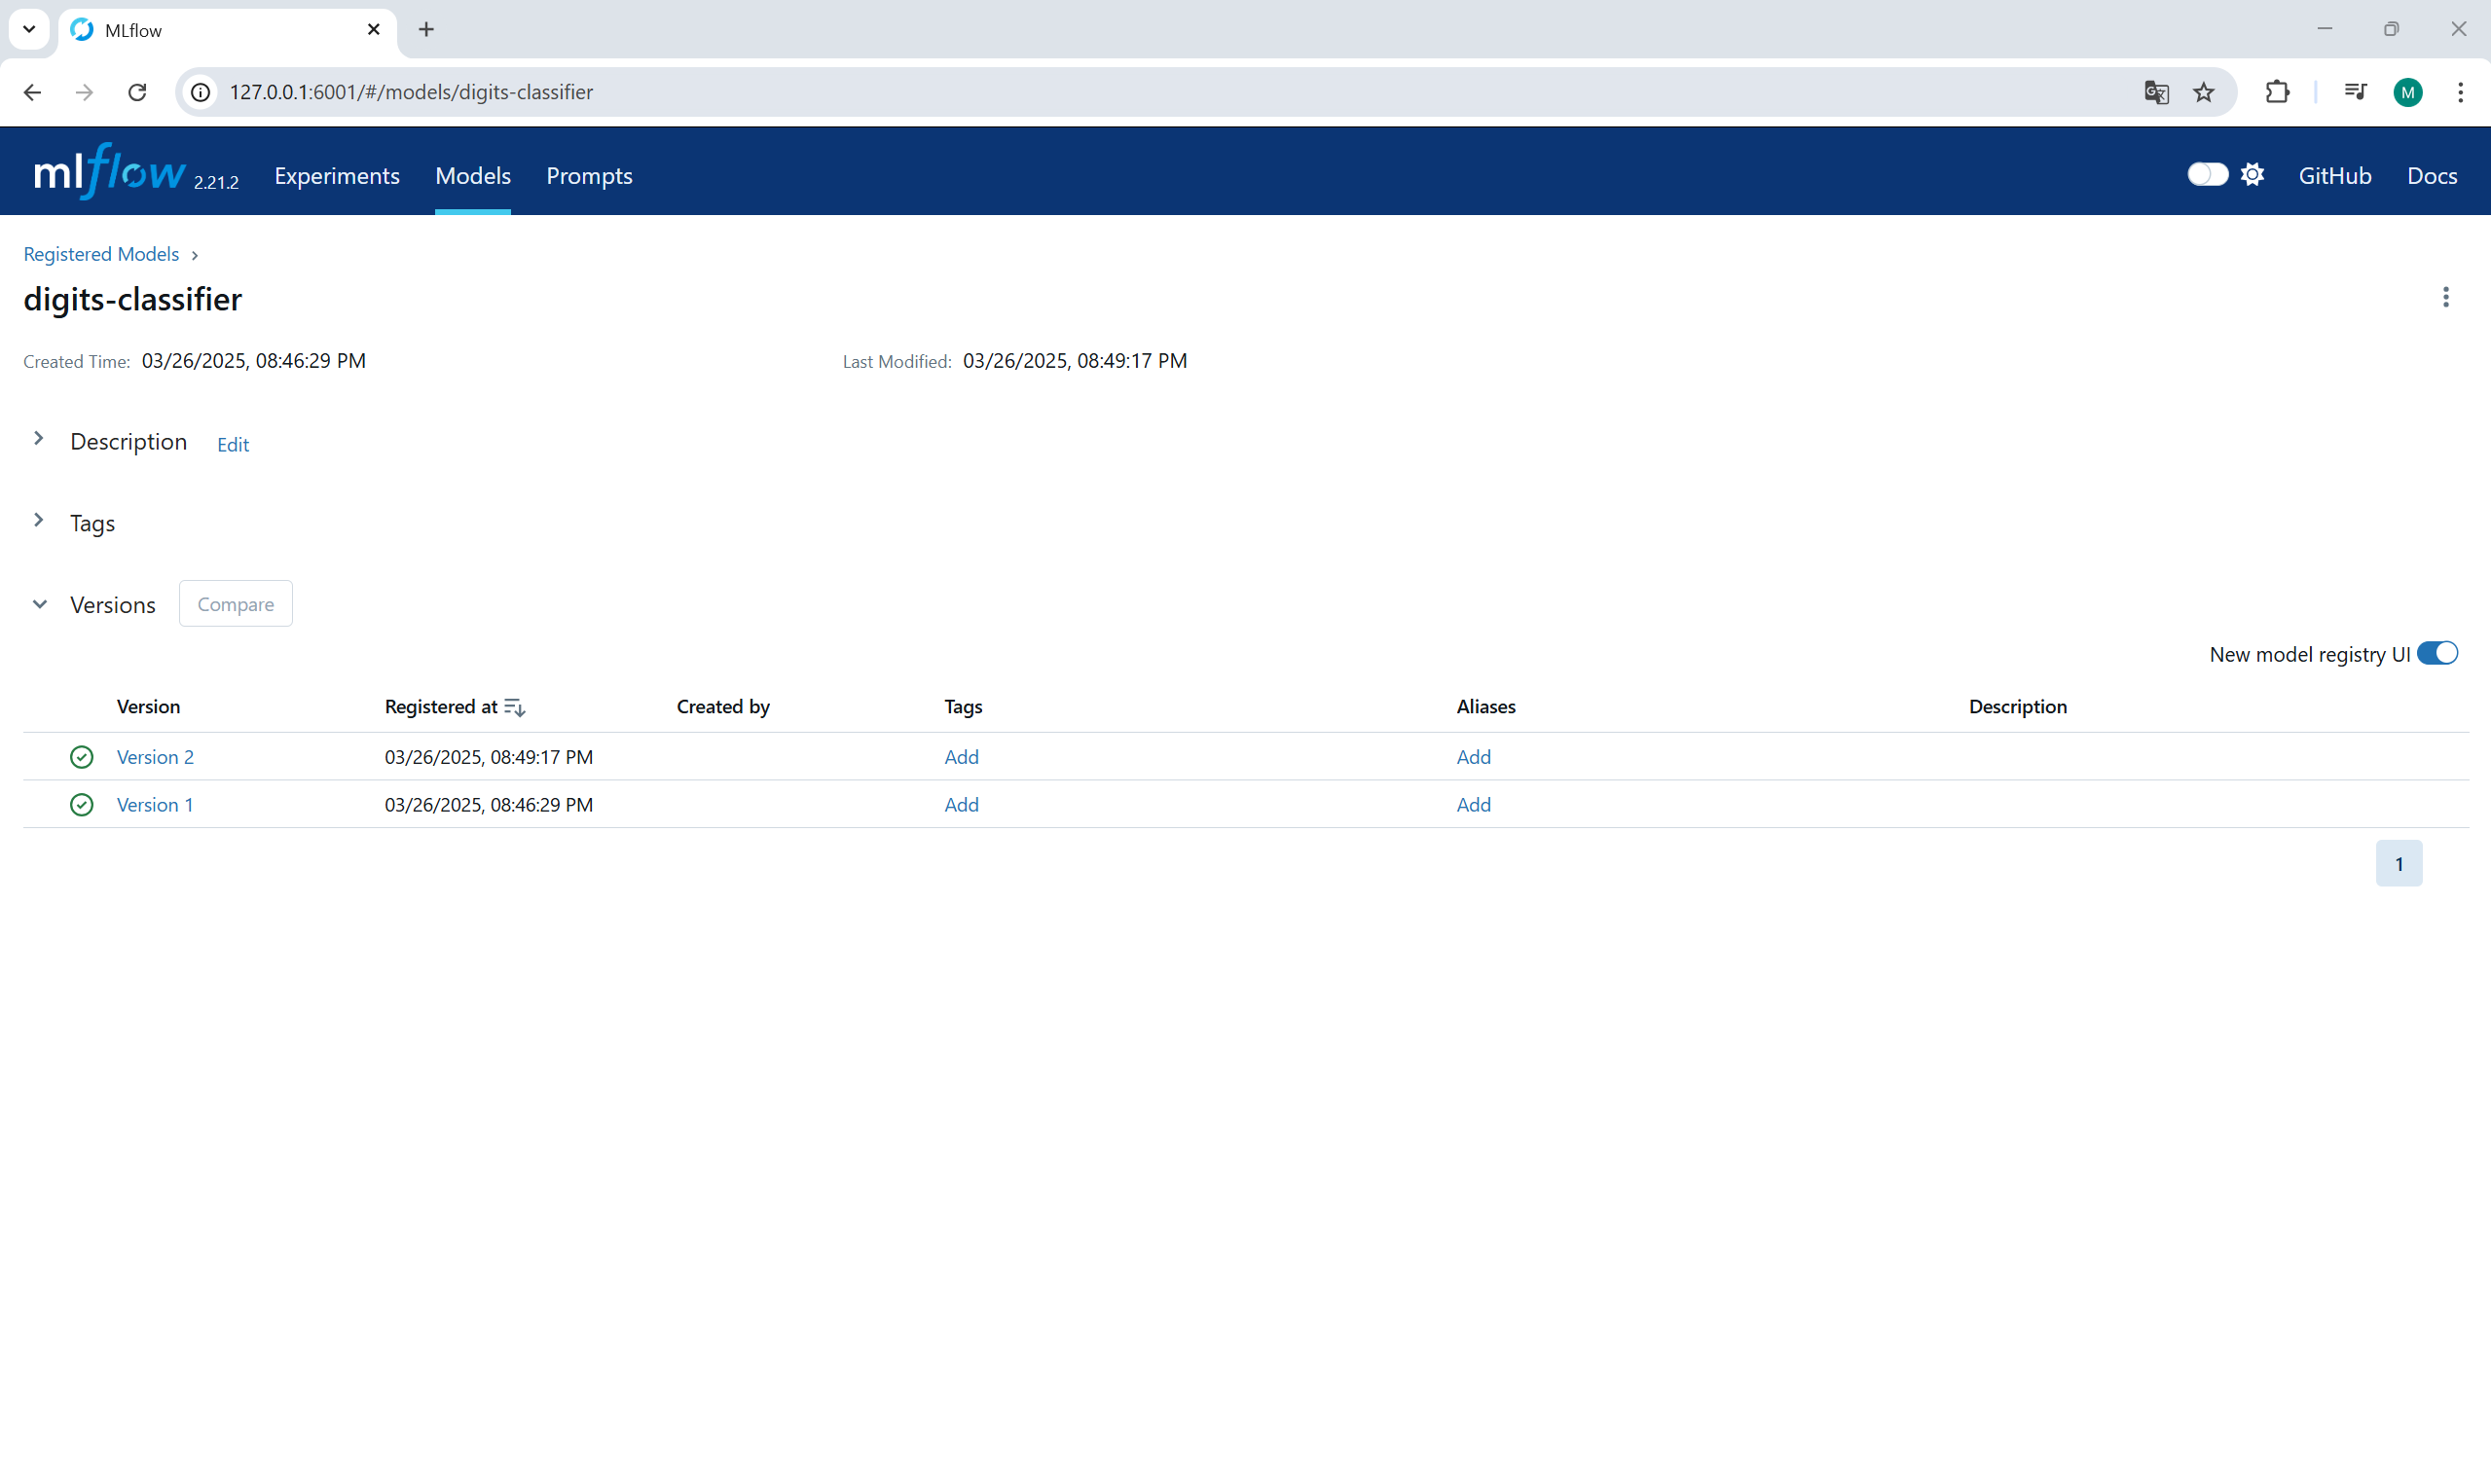 MLflow
127.0.0.1:6001/#/models/digits-classifier
M
mlflow 2.21.2 Experiments Models Prompts GitHub Docs
Registered Models
digits-classifier
Created Time: 03/26/2025, 08:46:29 PM Last Modified: 03/26/2025, 08:49:17 PM
Description Edit
Tags
Versions Compare
New model registry UI
Version Registered at Created by Tags Aliases Description
Version 2 03/26/2025, 08:49:17 PM Add Add
Version 1 03/26/2025, 08:46:29 PM Add Add
1